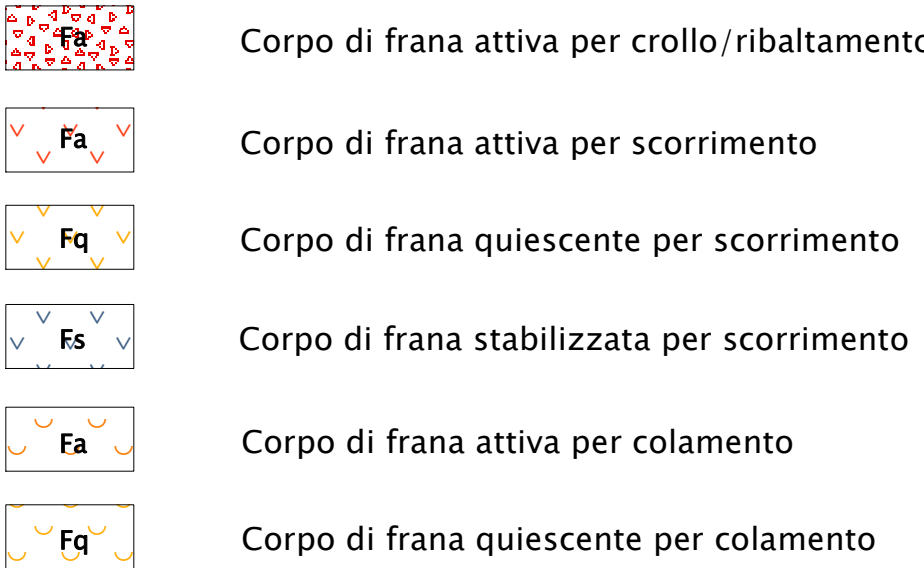 Fa Corpo di frana attiva per crollo/ribaltamento
Fa Corpo di frana attiva per scorrimento
Fq Corpo di frana quiescente per scorrimento
Fs Corpo di frana stabilizzata per scorrimento
Fa Corpo di frana attiva per colamento
Fq Corpo di frana quiescente per colamento